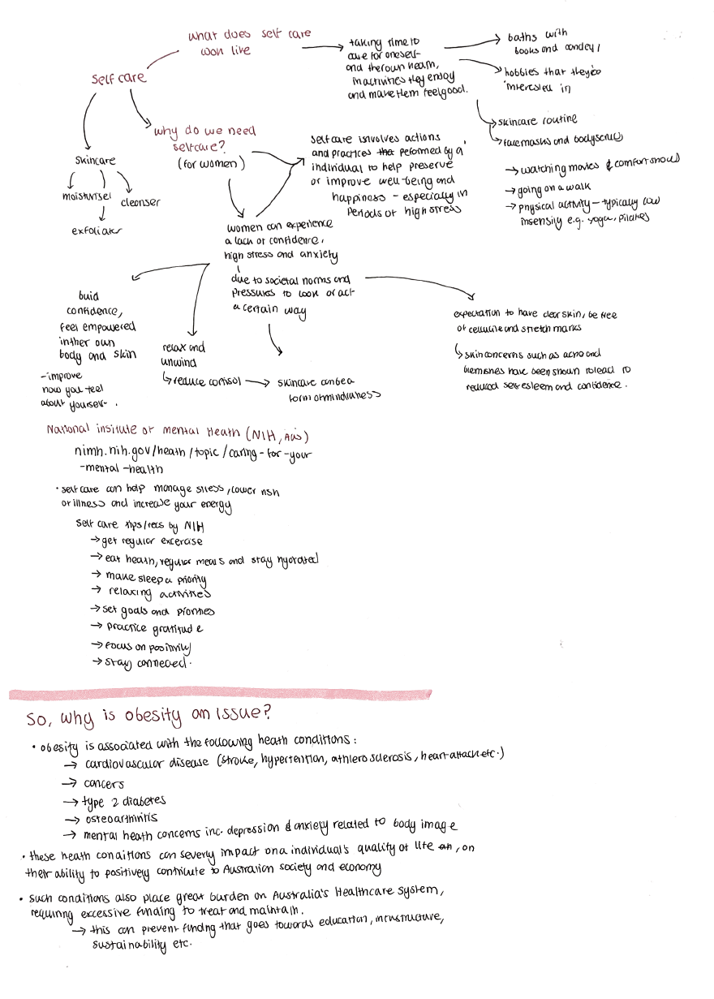 what does self care
won live
self care
taking time to
care for oneself
and their own health,
in activities they enjoy
and make them feel good.
baths with
books and candles /
hobbies that they're
interested in
skincare routine
facemasks and bodyscrubs
→ watching movies & comfort shows
→ going on a walk
→ physical activity – typically low
intensity e.g. yoga, pilates
why do we need
selfcare?
(for women)
self care involves actions
and practices that performed by a
individual to help preserve
or improve well-being and
happiness – especially in
periods of high stress
skincare
moisturiser
cleanser
exfoliator
women can experience
a lack of confidence,
high stress and anxiety
due to societal norms and
pressures to look or act
a certain way
buid
confidence,
feel empowered
in their own
body and skin
- improve
how you feel
about yourself.
relax and
unwind
reduce cortisol
skincare can be a
form of mindfulness
expectation to have clear skin, be free
of cellulite and stretch marks
skin concerns such as acne and
blemishes have been shown to lead to
reduced self esteem and confidence.
National insitute of mental Heath (NIH,
nimh.nih.gov/heath/topic/caring-for-your
-mental-health
• self care can help manage stress, lower risk
of illness and increase your energy
self care tips/recs by NIH
→ get regular excercise
→ eat heath, regular meals and stay hydrated
→ make sleep a priority
→ relaxing activities
→ set goals and priorities
→ practice gratitude
→ focus on positivity
→ stay connected.
So, why is obesity an issue?
• obesity is associated with the following heath conditions:
→ cardiovascular disease (stroke, hypertention, athlero sclerosis, heart attack etc.)
→ cancers
→ type 2 diabetes
→ osteoarthiritis
→ mental heath concerns inc. depression & anxiety related to body image
• these heath conditions can severly impact on a individual's quality of life on, on
their ability to positively contribute to Australian society and economy
• such conditions also place great burden on Australia's Healthcare system,
requiring excessive funding to treat and maintain.
→ this can prevent funding that goes towards education, infrustructure,
sustainability etc.